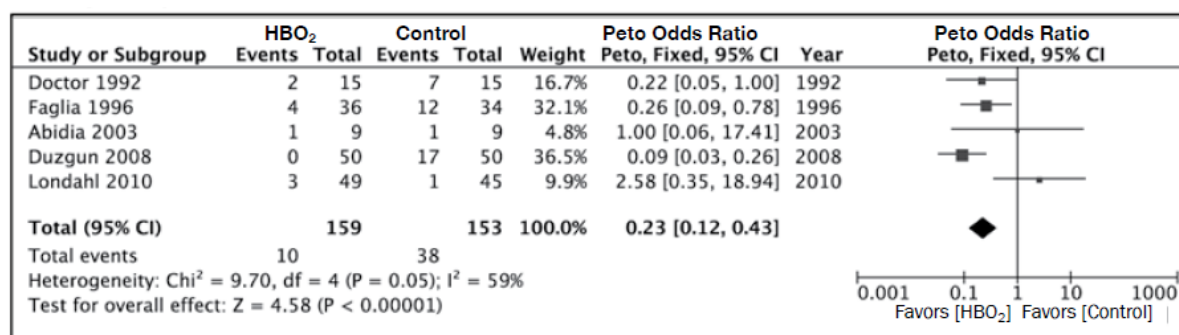 HBO₂ Control Peto Odds Ratio Peto Odds Ratio
Study or Subgroup Events Total Events Total Weight Peto, Fixed, 95% CI Year Peto, Fixed, 95% CI
Doctor 1992 2 15 7 15 16.7% 0.22 [0.05, 1.00] 1992
Faglia 1996 4 36 12 34 32.1% 0.26 [0.09, 0.78] 1996
Abidia 2003 1 9 1 9 4.8% 1.00 [0.06, 17.41] 2003
Duzgun 2008 0 50 17 50 36.5% 0.09 [0.03, 0.26] 2008
Londahl 2010 3 49 1 45 9.9% 2.58 [0.35, 18.94] 2010
Total (95% CI) 159 153 100.0% 0.23 [0.12, 0.43]
Total events 10 38
Heterogeneity: Chi² = 9.70, df = 4 (P = 0.05); I² = 59%
Test for overall effect: Z = 4.58 (P < 0.00001)
0.001 0.1 1 10 1000
Favors [HBO₂] Favors [Control]